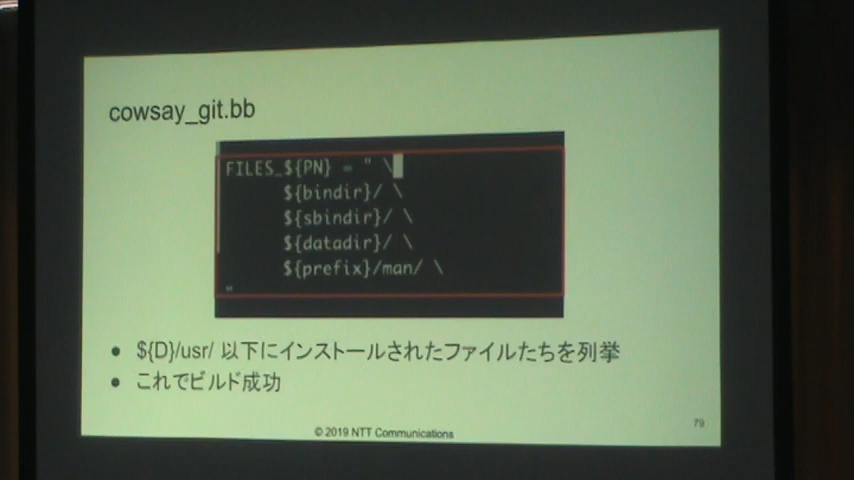 cowsay_git.bb
FILES_${PN} = " \
${bindir}/ \
${sbindir}/ \
${datadir}/ \
${prefix}/man/ \
"
● ${D}/usr/ 以下にインストールされたファイルたちを列挙
● これでビルド成功
© 2019 NTT Communications
79